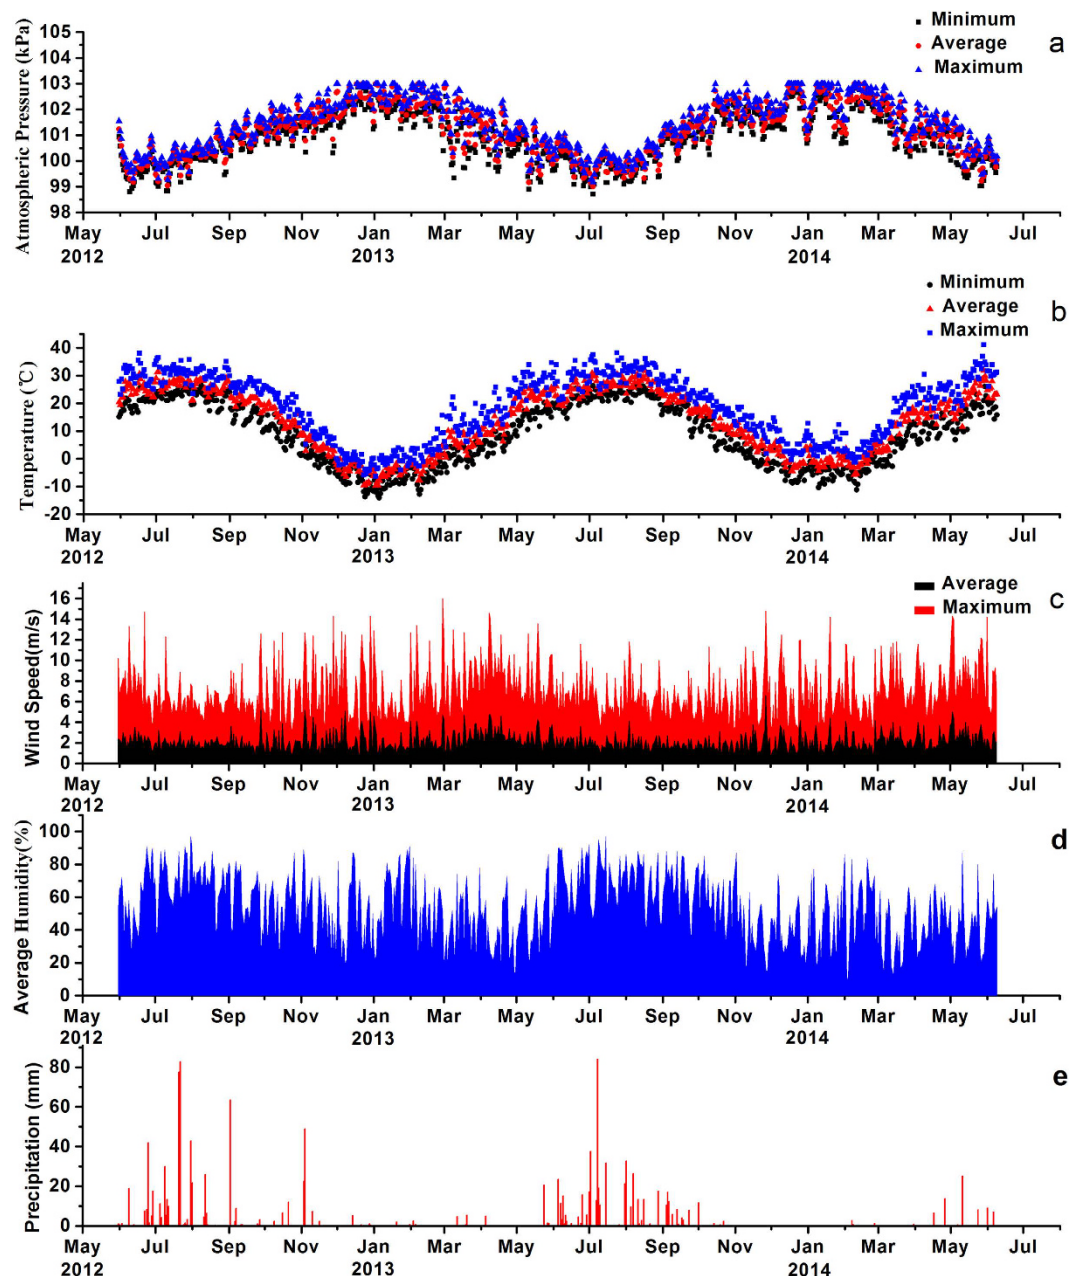 105
Minimum
a
104
Average
103
Maximum
102
101
100
99
98
Atmospheric Pressure (kPa)
May Jul Sep Nov Jan Mar May Jul Sep Nov Jan Mar May Jul
2012 2013 2014
Minimum
Average
b
Maximum
40
30
20
10
0
-10
-20
Temperature (℃)
May Jul Sep Nov Jan Mar May Jul Sep Nov Jan Mar May Jul
2012 2013 2014
Average
c
Maximum
16
14
12
10
8
6
4
2
0
Wind Speed(m/s)
May Jul Sep Nov Jan Mar May Jul Sep Nov Jan Mar May Jul
2012 2013 2014
100
d
80
60
40
20
0
Average Humidity(%)
May Jul Sep Nov Jan Mar May Jul Sep Nov Jan Mar May Jul
2012 2013 2014
80
e
60
40
20
0
Precipitation (mm)
May Jul Sep Nov Jan Mar May Jul Sep Nov Jan Mar May Jul
2012 2013 2014